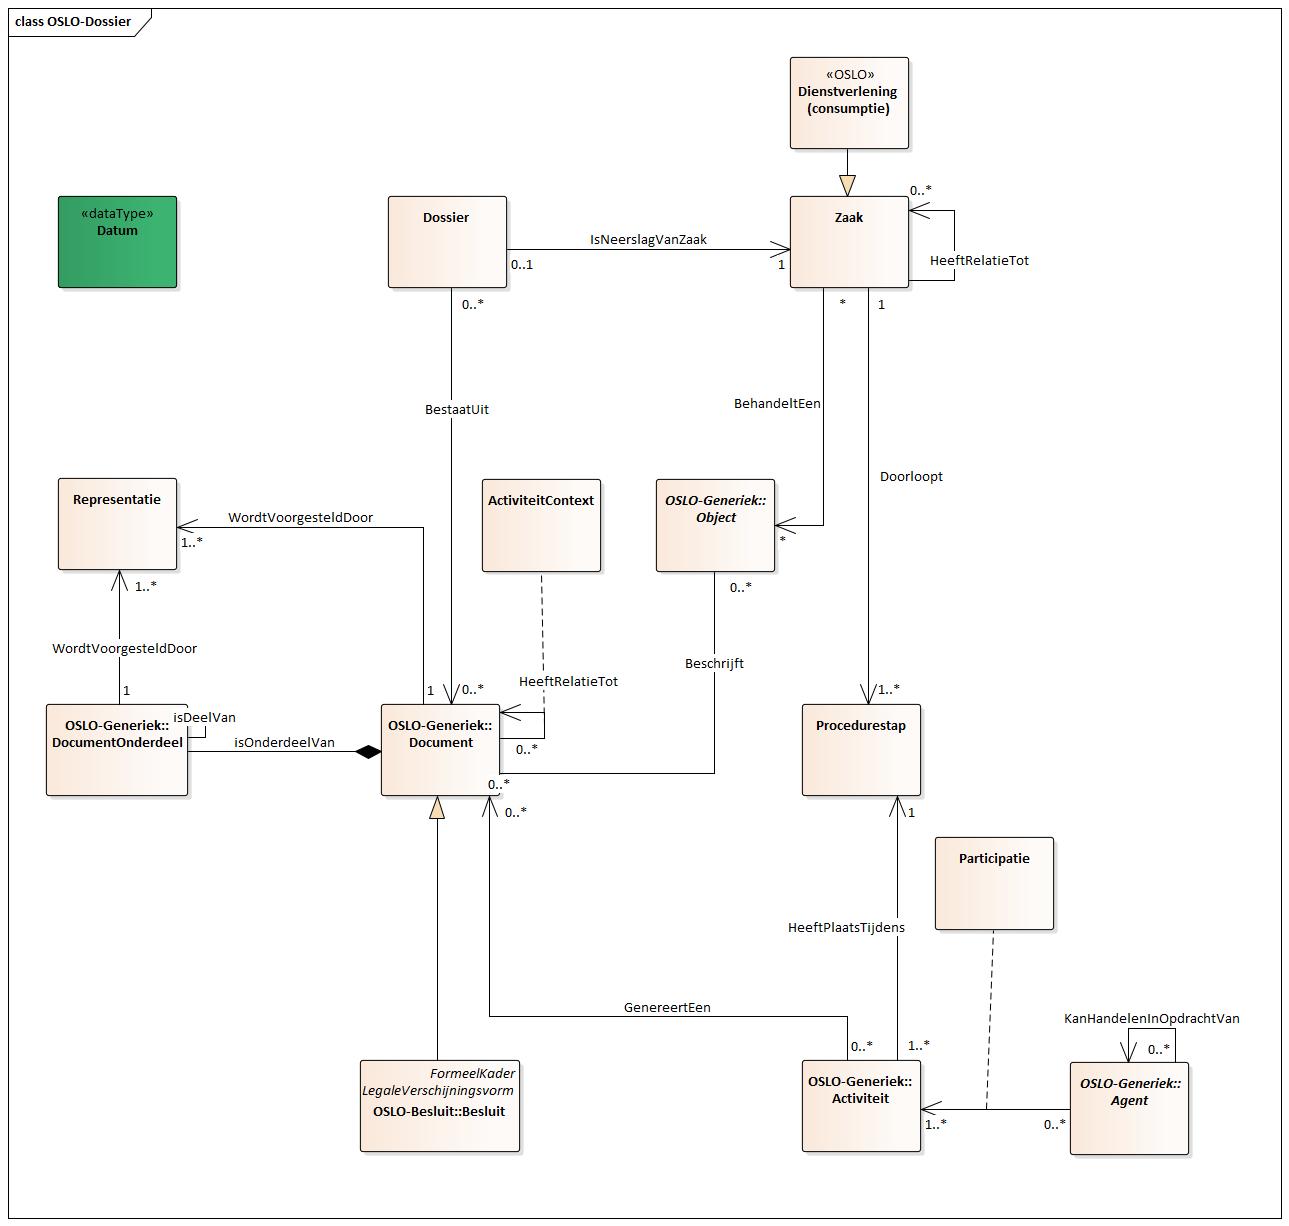 class OSLO-Dossier
«OSLO»
Dienstverlening
(consumptie)
«dataType»
Datum
Dossier
IsNeerslagVanZaak
0..1
1
Zaak
0..*
HeeftRelatieTot
0..*
*
1
BehandeltEen
BestaatUit
Doorloopt
Representatie
WordtVoorgesteldDoor
1..*
ActiviteitContext
OSLO-Generiek::
Object
*
1..*
0..*
WordtVoorgesteldDoor
Beschrijft
HeeftRelatieTot
1
1
0..*
1..*
OSLO-Generiek::
DocumentOnderdeel
isDeelVan
isOnderdeelVan
OSLO-Generiek::
Document
0..*
0..*
0..*
Procedurestap
1
Participatie
HeeftPlaatsTijdens
GenereertEen
KanHandelenInOpdrachtVan
0..*
0..*
1..*
FormeelKader
LegaleVerschijningsvorm
OSLO-Besluit::Besluit
OSLO-Generiek::
Activiteit
1..*
0..*
OSLO-Generiek::
Agent